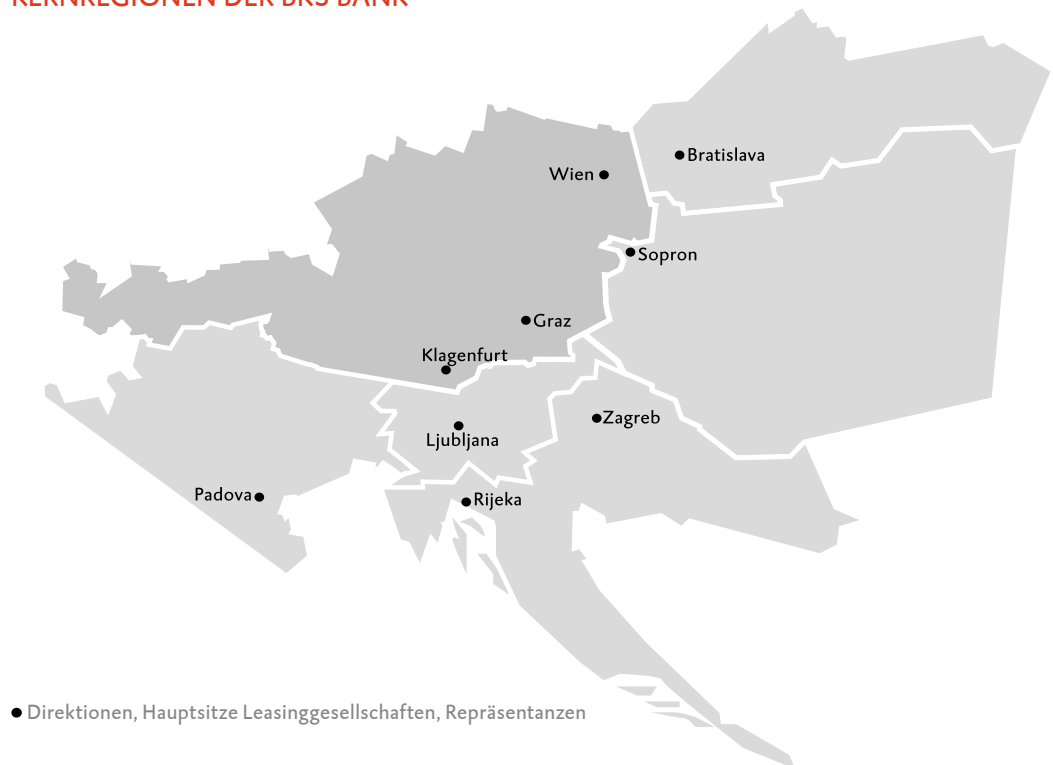 KERNREGIONEN DER BKS BANK
Bratislava
Wien
Sopron
Graz
Klagenfurt
Zagreb
Ljubljana
Padova
Rijeka
Direktionen, Hauptsitze Leasinggesellschaften, Repräsentanzen